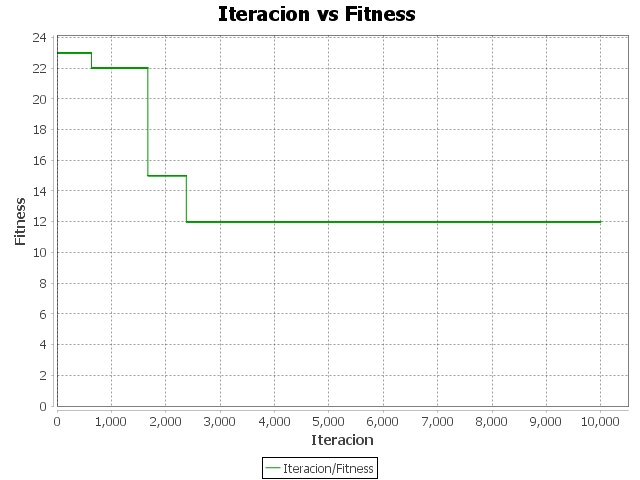 Iteracion vs Fitness
24
22
20
18
16
14
12
10
8
6
4
2
0
Fitness
0 1,000 2,000 3,000 4,000 5,000 6,000 7,000 8,000 9,000 10,000
Iteracion
Iteracion/Fitness